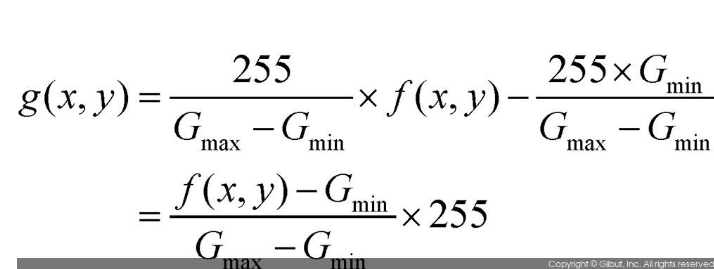 g(x, y) = 255 / (G_max − G_min) × f(x, y) − (255 × G_min) / (G_max − G_min)
= (f(x, y) − G_min) / (G_max − G_min) × 255
Copyright © Gilbut, Inc. All rights reserved